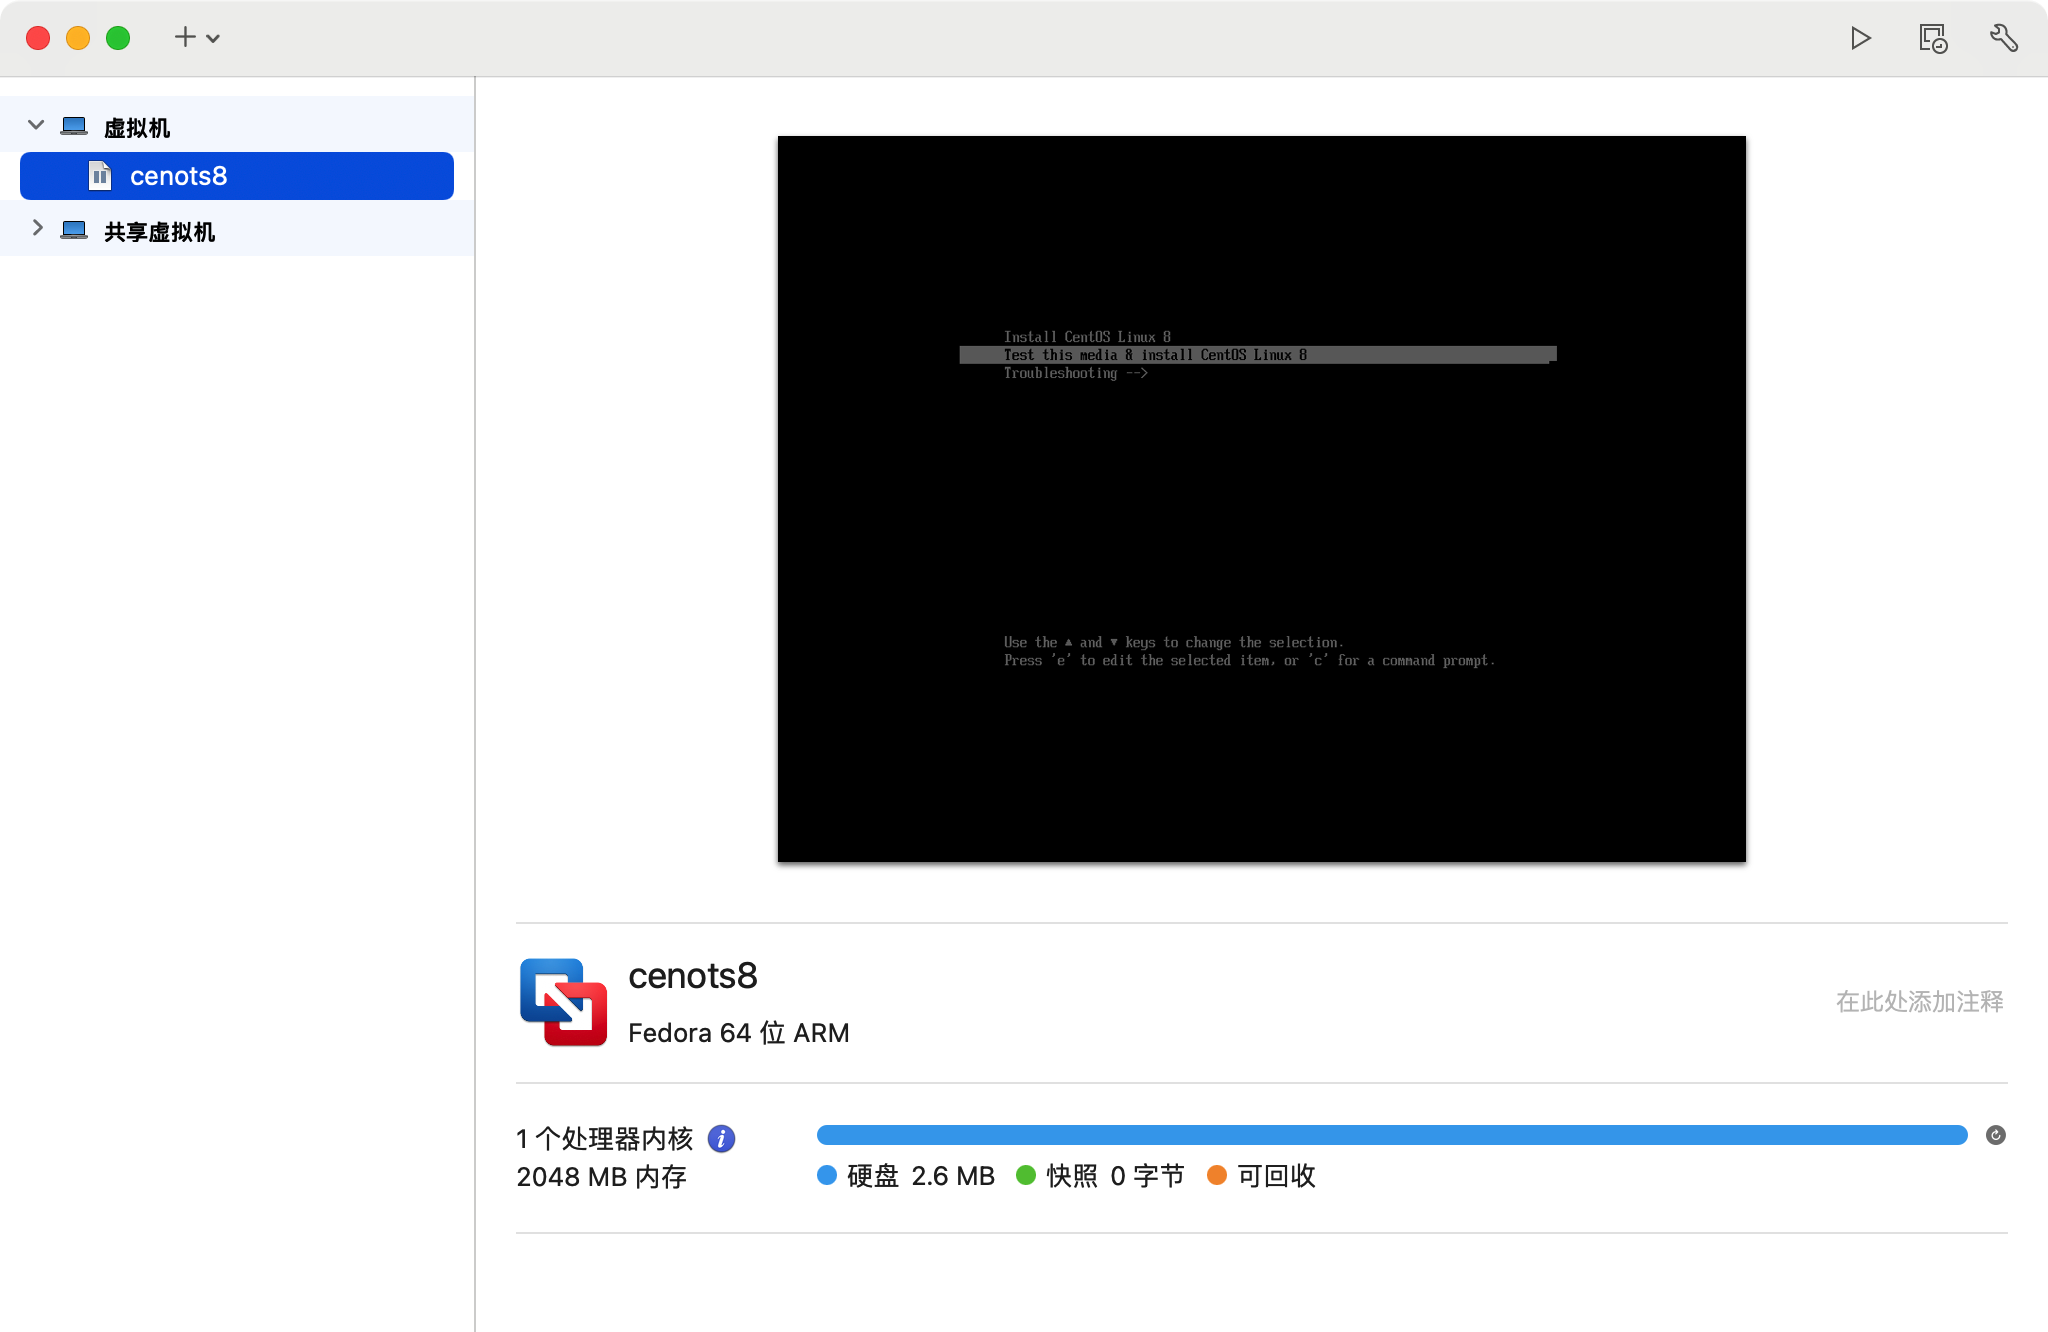 虚拟机
cenots8
共享虚拟机
Install CentOS Linux 8
Test this media & install CentOS Linux 8
Troubleshooting -->
Use the ▲ and ▼ keys to change the selection.
Press 'e' to edit the selected item, or 'c' for a command prompt.
cenots8
Fedora 64 位 ARM
在此处添加注释
1 个处理器内核
2048 MB 内存
硬盘 2.6 MB 快照 0 字节 可回收